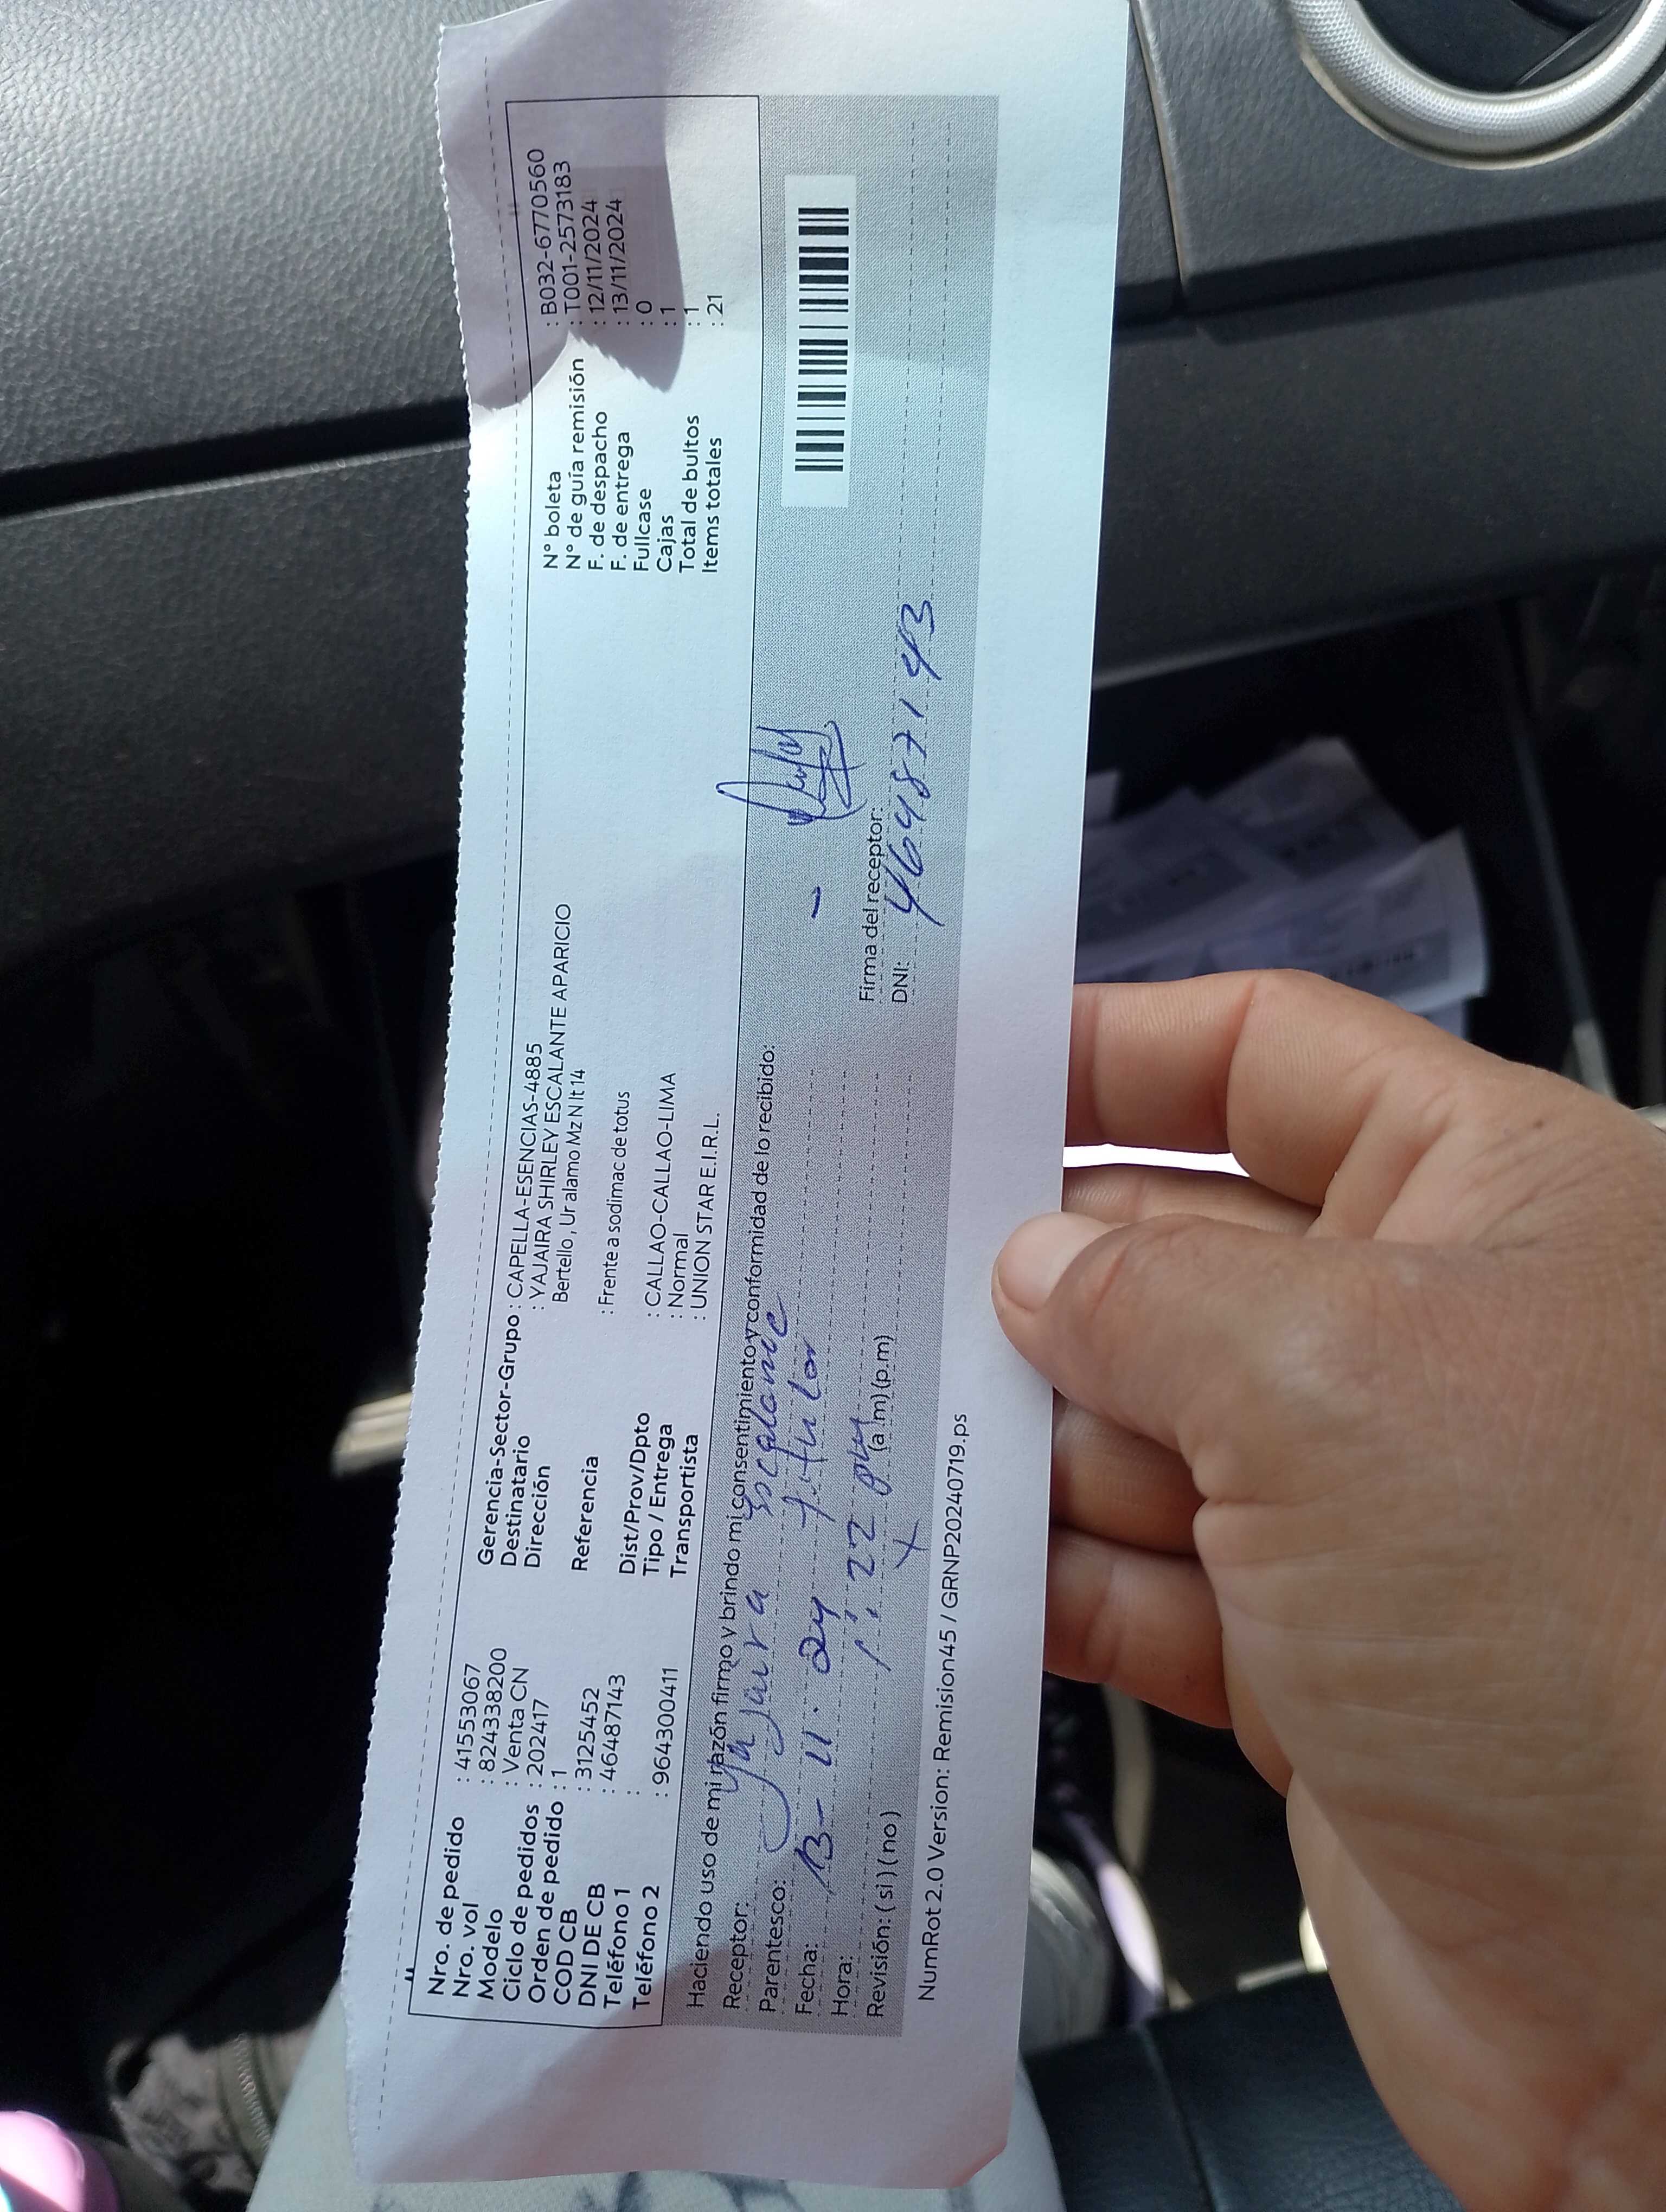 Nro. de pedido : 41553067
Nro. vol : 824338200
Modelo : Venta CN
Ciclo de pedidos : 202417
Orden de pedido : 1
COD CB : 3125452
DNI DE CB : 46487143
Teléfono 1 :
Teléfono 2 : 964300411
Gerencia-Sector-Grupo : CAPELLA-ESENCIAS-4885
Destinatario : YAJAIRA SHIRLEY ESCALANTE APARICIO
Dirección Bertello , Ur alamo Mz N lt 14
Referencia : Frente a sodimac de totus
Dist/Prov/Dpto : CALLAO-CALLAO-LIMA
Tipo / Entrega : Normal
Transportista : UNION STAR E.I.R.L.
N° boleta : B032-6770560
N° de guía remisión : T001-2573183
F. de despacho : 12/11/2024
F. de entrega : 13/11/2024
Fullcase : 0
Cajas : 1
Total de bultos : 1
Items totales : 21
Haciendo uso de mi razón firmo y brindo mi consentimiento y conformidad de lo recibido:
Receptor: Yajaira Escalante
Parentesco: titular
Fecha: 13-11.24
Hora: 1:22 pm (a.m) (p.m)
Revisión: ( si ) ( no ) X
Firma del receptor:
DNI: 46487143
NumRot 2.0 Version: Remision45 / GRNP20240719.ps